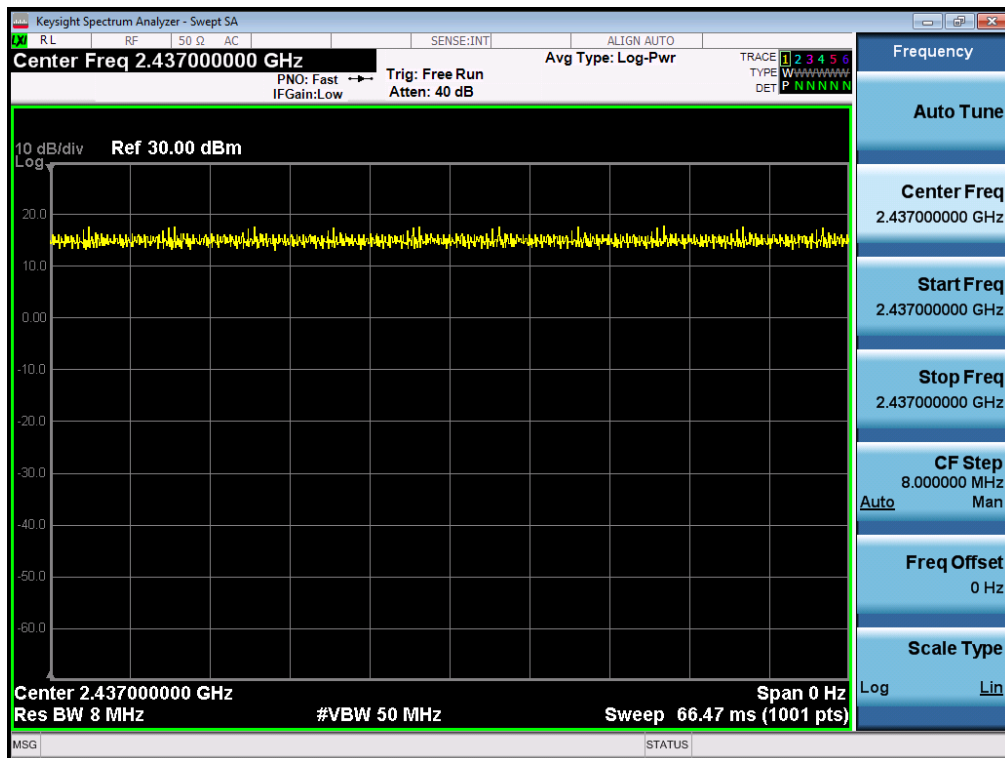 Keysight Spectrum Analyzer - Swept SA
LXI RL RF 50 Ω AC SENSE:INT ALIGN AUTO
Center Freq 2.437000000 GHz
PNO: Fast
IFGain:Low
Trig: Free Run
Atten: 40 dB
Avg Type: Log-Pwr
TRACE 1 2 3 4 5 6
TYPE WWWWWW
DET P N N N N N
10 dB/div Ref 30.00 dBm
Log
20.0
10.0
0.00
-10.0
-20.0
-30.0
-40.0
-50.0
-60.0
Center 2.437000000 GHz Span 0 Hz
Res BW 8 MHz #VBW 50 MHz Sweep 66.47 ms (1001 pts)
MSG STATUS
Frequency
Auto Tune
Center Freq
2.437000000 GHz
Start Freq
2.437000000 GHz
Stop Freq
2.437000000 GHz
CF Step
8.000000 MHz
Auto Man
Freq Offset
0 Hz
Scale Type
Log Lin